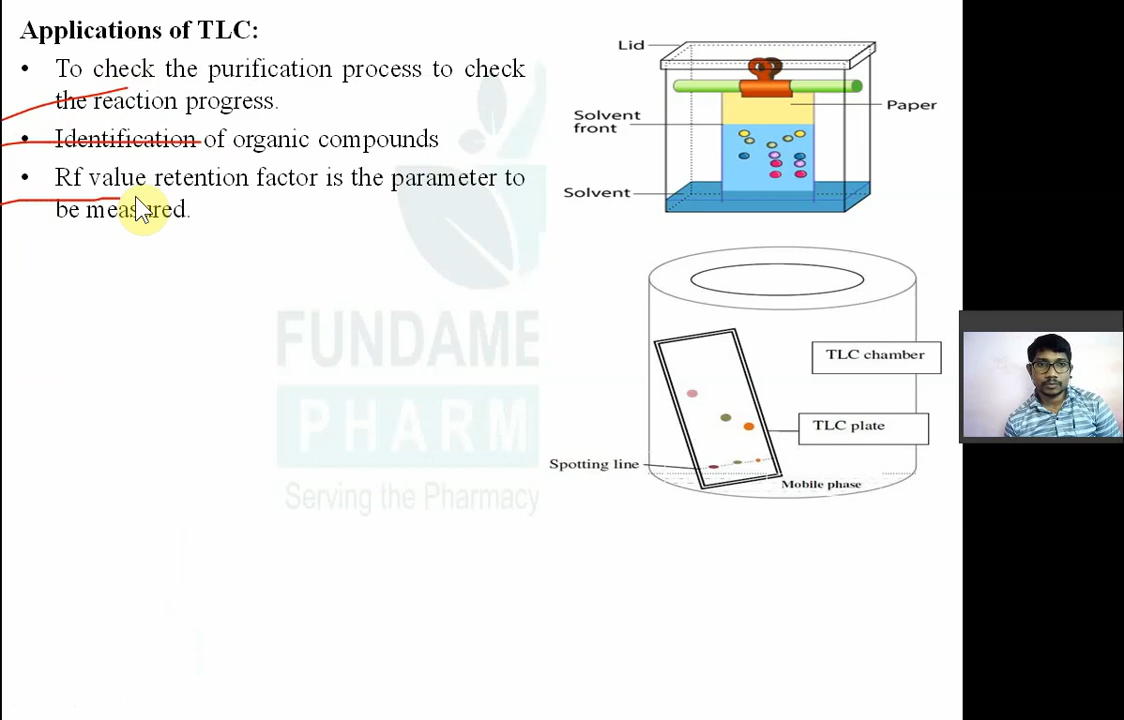 Applications of TLC:
• To check the purification process to check
the reaction progress.
• Identification of organic compounds
• Rf value retention factor is the parameter to
be measured.
Lid
Paper
Solvent
front
Solvent
TLC chamber
TLC plate
Spotting line
Mobile phase
FUNDAME
PHARM
Serving the Pharmacy